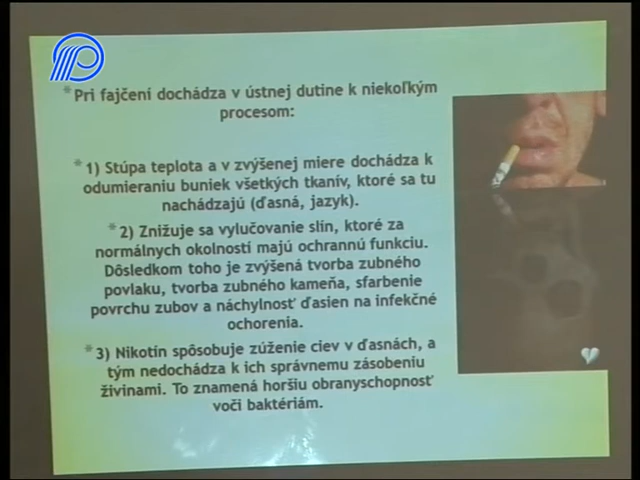 *Pri fajčení dochádza v ústnej dutine k niekoľkým
procesom:
*1) Stúpa teplota a v zvýšenej miere dochádza k
odumieraniu buniek všetkých tkanív, ktoré sa tu
nachádzajú (ďasná, jazyk).
*2) Znižuje sa vylučovanie slín, ktoré za
normálnych okolností majú ochrannú funkciu.
Dôsledkom toho je zvýšená tvorba zubného
povlaku, tvorba zubného kameňa, sfarbenie
povrchu zubov a náchylnosť ďasien na infekčné
ochorenia.
*3) Nikotín spôsobuje zúženie ciev v ďasnách, a
tým nedochádza k ich správnemu zásobeniu
živinami. To znamená horšiu obranyschopnosť
voči baktériám.